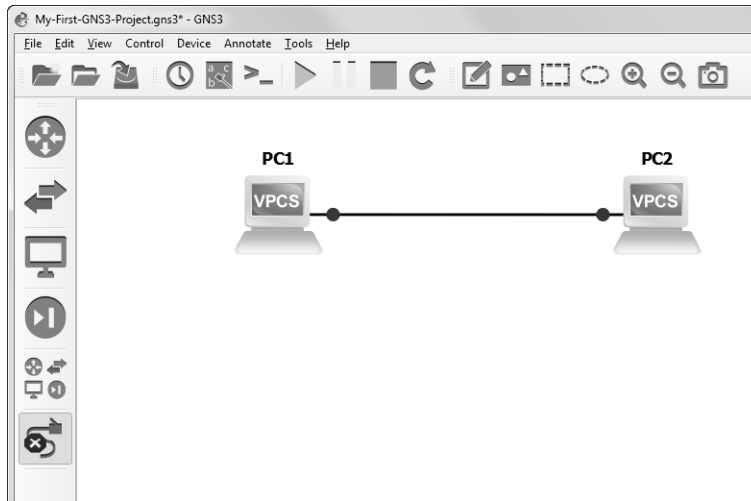 My-First-GNS3-Project.gns3* - GNS3
File Edit View Control Device Annotate Tools Help
a c
b
>_
PC1 PC2
VPCS VPCS